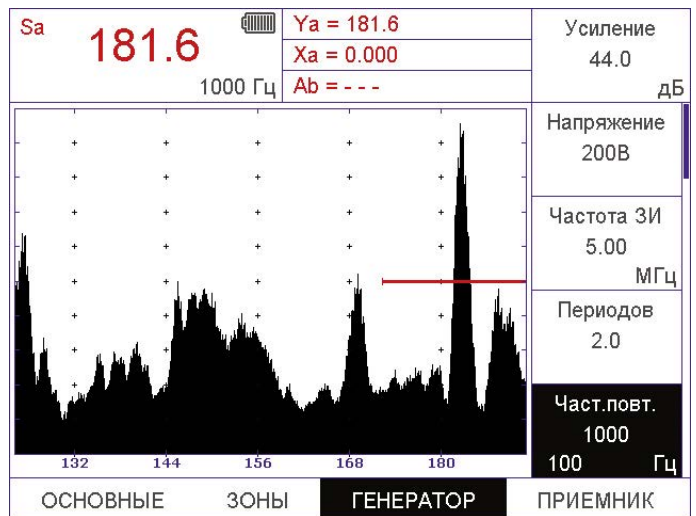 Sa
181.6
1000 Гц
Ya = 181.6
Xa = 0.000
Ab = - - -
Усиление
44.0
дБ
Напряжение
200В
Частота ЗИ
5.00
МГц
Периодов
2.0
Част.повт.
1000
100 Гц
132 144 156 168 180
ОСНОВНЫЕ ЗОНЫ ГЕНЕРАТОР ПРИЕМНИК